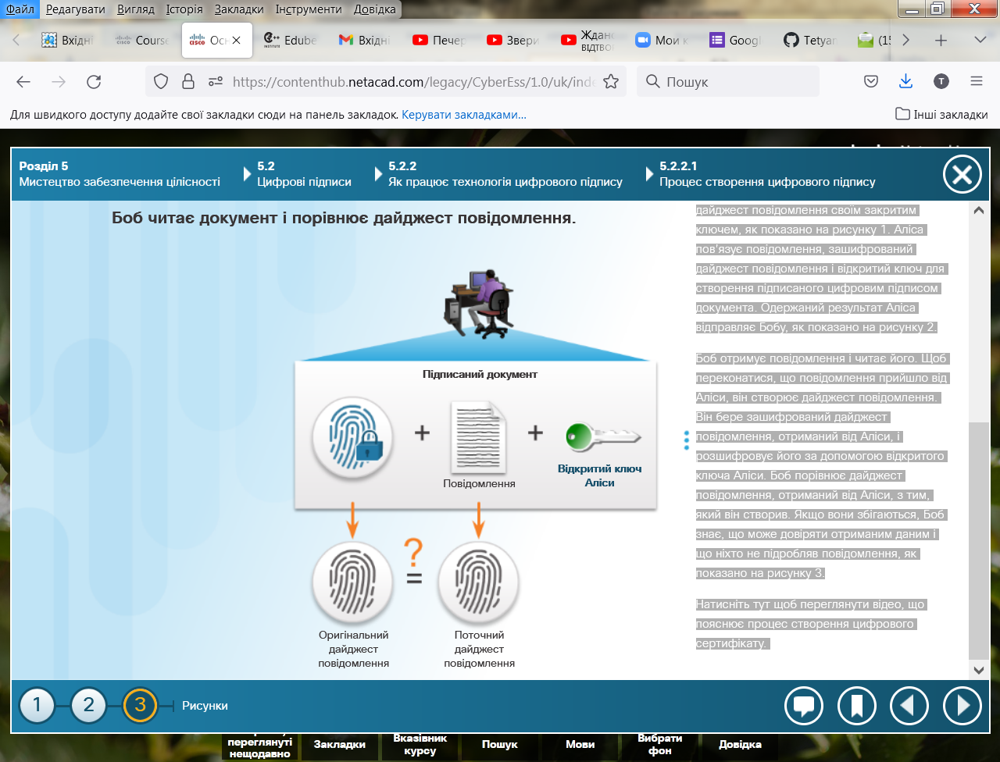 Файл Редагувати Вигляд Історія Закладки Інструменти Довідка
Вхідні Course Осн Edube Вхідні Печер Звери Ждано Мои к Googl Tetyan (15
ВІДТВО
https://contenthub.netacad.com/legacy/CyberEss/1.0/uk/inde Пошук T
Для швидкого доступу додайте свої закладки сюди на панель закладок. Керувати закладками... Інші закладки
Розділ 5 5.2 5.2.2 5.2.2.1
Мистецтво забезпечення цілісності Цифрові підписи Як працює технологія цифрового підпису Процес створення цифрового підпису
Боб читає документ і порівнює дайджест повідомлення.
Підписаний документ
+ +
Повідомлення
Відкритий ключ
Аліси
?
=
Оригінальний
дайджест
повідомлення
Поточний
дайджест
повідомлення
дайджест повідомлення своїм закритим
ключем, як показано на рисунку 1. Аліса
пов'язує повідомлення, зашифрований
дайджест повідомлення і відкритий ключ для
створення підписаного цифровим підписом
документа. Одержаний результат Аліса
відправляє Бобу, як показано на рисунку 2.
Боб отримує повідомлення і читає його. Щоб
переконатися, що повідомлення прийшло від
Аліси, він створює дайджест повідомлення.
Він бере зашифрований дайджест
повідомлення, отриманий від Аліси, і
розшифровує його за допомогою відкритого
ключа Аліси. Боб порівнює дайджест
повідомлення, отриманий від Аліси, з тим,
який він створив. Якщо вони збігаються, Боб
знає, що може довіряти отриманим даним і
що ніхто не підробляв повідомлення, як
показано на рисунку 3.
Натисніть тут щоб переглянути відео, що
пояснює процес створення цифрового
сертифікату.
1 2 3 Рисунки
переглянуті
нещодавно
Закладки
Вказівник
курсу
Пошук
Мови
Вибрати
фон
Довідка